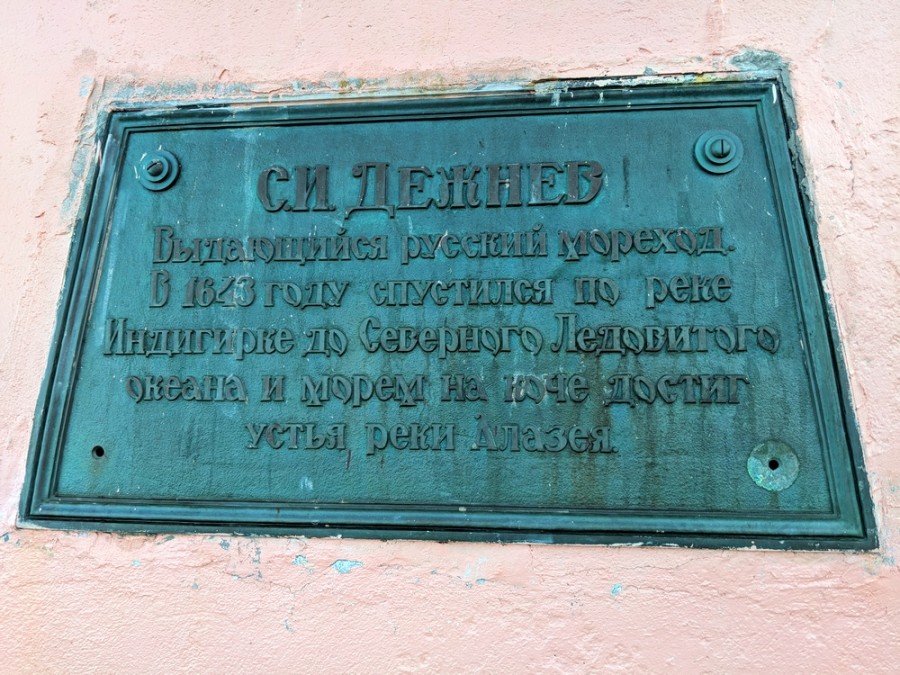 С.И. ДЕЖНЕВ
Выдающийся русский мореход.
В 1643 году спустился по реке
Индигирке до Северного Ледовитого
океана и морем на коче достиг
устья реки Алазея.